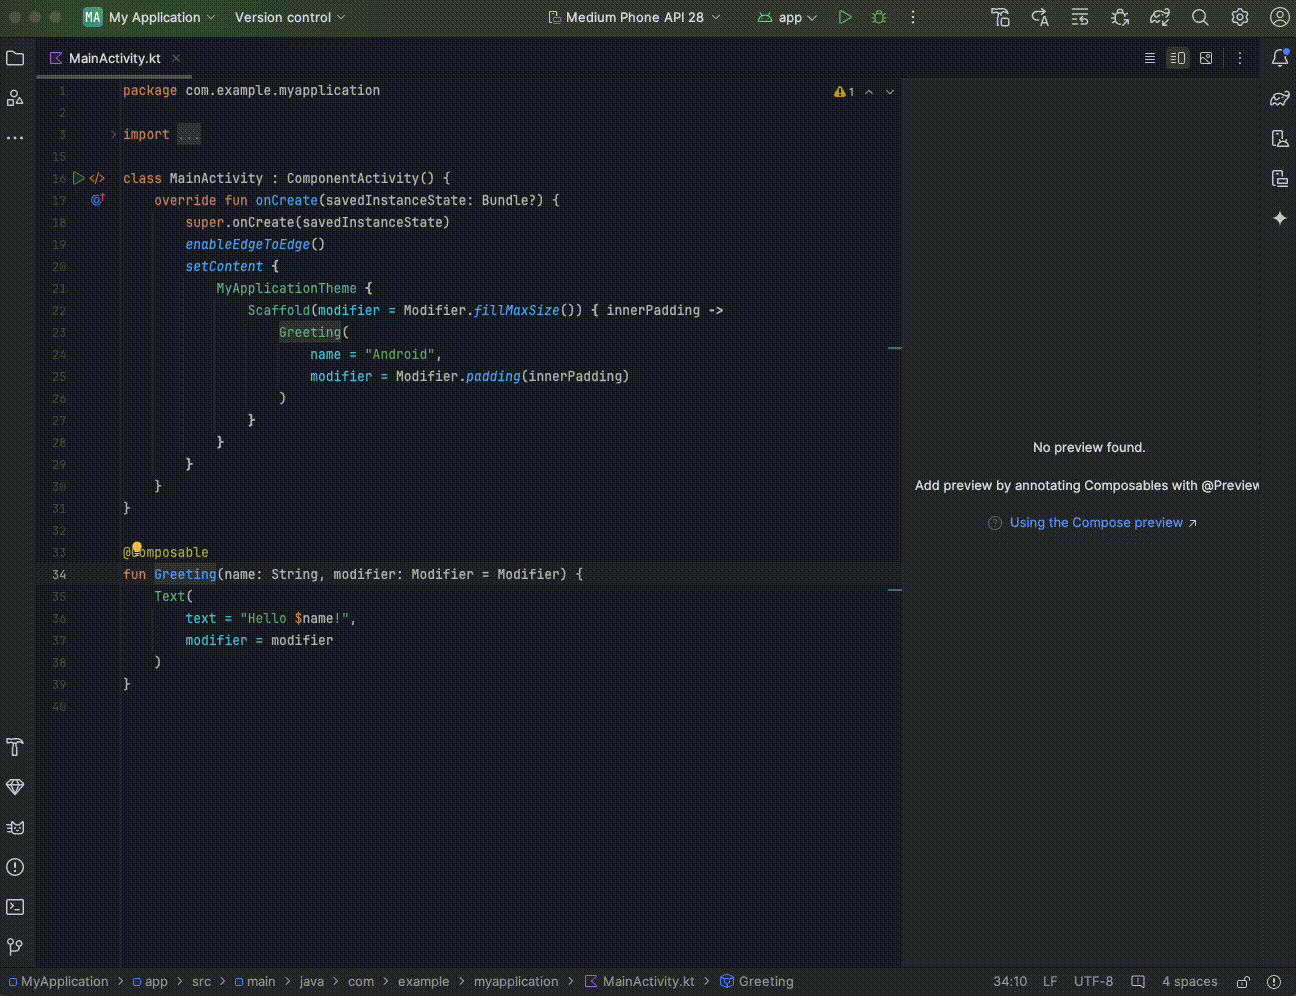 MA My Application Version control Medium Phone API 28 app
MainActivity.kt
1 package com.example.myapplication
1
2
3 import ...
15
16 class MainActivity : ComponentActivity() {
17 override fun onCreate(savedInstanceState: Bundle?) {
18 super.onCreate(savedInstanceState)
19 enableEdgeToEdge()
20 setContent {
21 MyApplicationTheme {
22 Scaffold(modifier = Modifier.fillMaxSize()) { innerPadding ->
23 Greeting(
24 name = "Android",
25 modifier = Modifier.padding(innerPadding)
26 )
27 }
28 }
29 }
30 }
31 }
32
33 @Composable
34 fun Greeting(name: String, modifier: Modifier = Modifier) {
35 Text(
36 text = "Hello $name!",
37 modifier = modifier
38 )
39 }
40
No preview found.
Add preview by annotating Composables with @Preview
Using the Compose preview
MyApplication app src main java com example myapplication MainActivity.kt Greeting 34:10 LF UTF-8 4 spaces